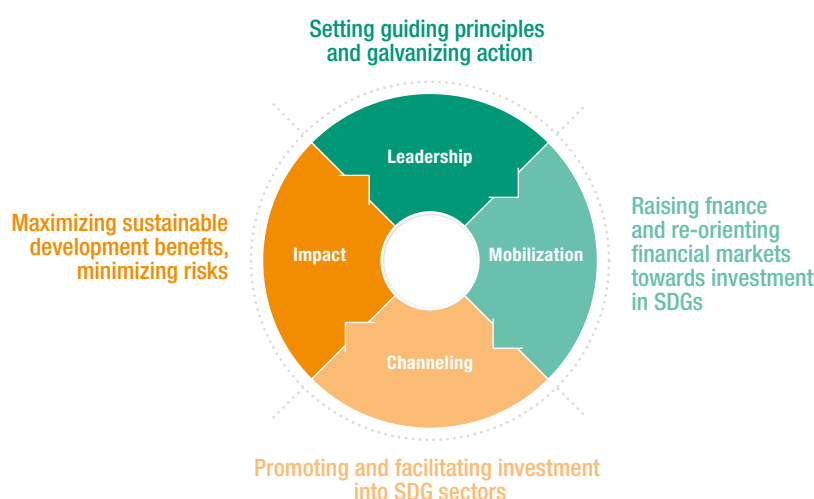 Setting guiding principles
and galvanizing action
Leadership
Maximizing sustainable
development benefts,
minimizing risks
Impact
Mobilization
Raising fnance
and re-orienting
financial markets
towards investment
in SDGs
Channeling
Promoting and facilitating investment
into SDG sectors